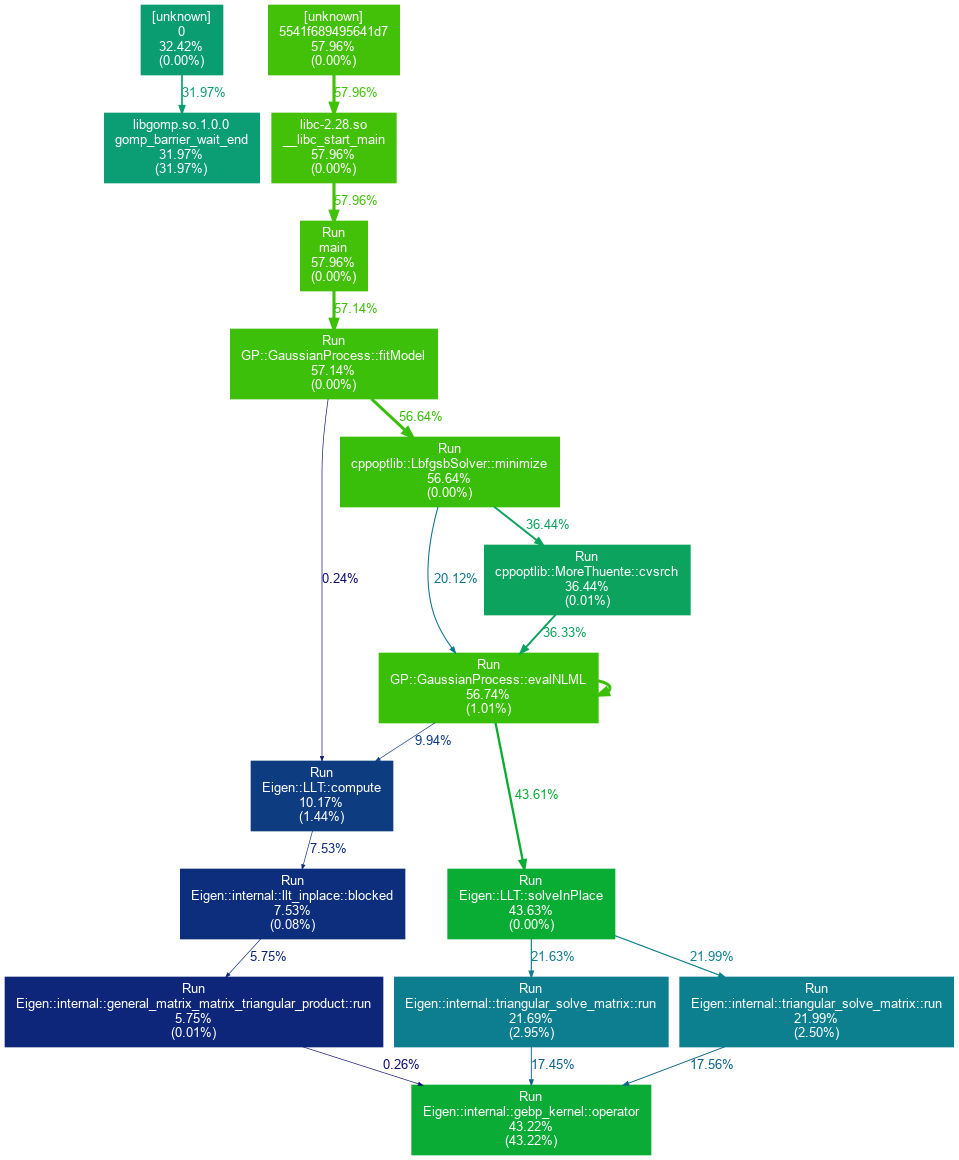 [unknown]
0
32.42%
(0.00%)
[unknown]
5541f689495641d7
57.96%
(0.00%)
31.97%
57.96%
libgomp.so.1.0.0
gomp_barrier_wait_end
31.97%
(31.97%)
libc-2.28.so
__libc_start_main
57.96%
(0.00%)
57.96%
Run
main
57.96%
(0.00%)
57.14%
Run
GP::GaussianProcess::fitModel
57.14%
(0.00%)
56.64%
Run
cppoptlib::LbfgsbSolver::minimize
56.64%
(0.00%)
36.44%
0.24%
20.12%
Run
cppoptlib::MoreThuente::cvsrch
36.44%
(0.01%)
36.33%
Run
GP::GaussianProcess::evalNLML
56.74%
(1.01%)
9.94%
43.61%
Run
Eigen::LLT::compute
10.17%
(1.44%)
7.53%
Run
Eigen::internal::llt_inplace::blocked
7.53%
(0.08%)
Run
Eigen::LLT::solveInPlace
43.63%
(0.00%)
5.75%
21.63%
21.99%
Run
Eigen::internal::general_matrix_matrix_triangular_product::run
5.75%
(0.01%)
Run
Eigen::internal::triangular_solve_matrix::run
21.69%
(2.95%)
Run
Eigen::internal::triangular_solve_matrix::run
21.99%
(2.50%)
0.26%
17.45%
17.56%
Run
Eigen::internal::gebp_kernel::operator
43.22%
(43.22%)